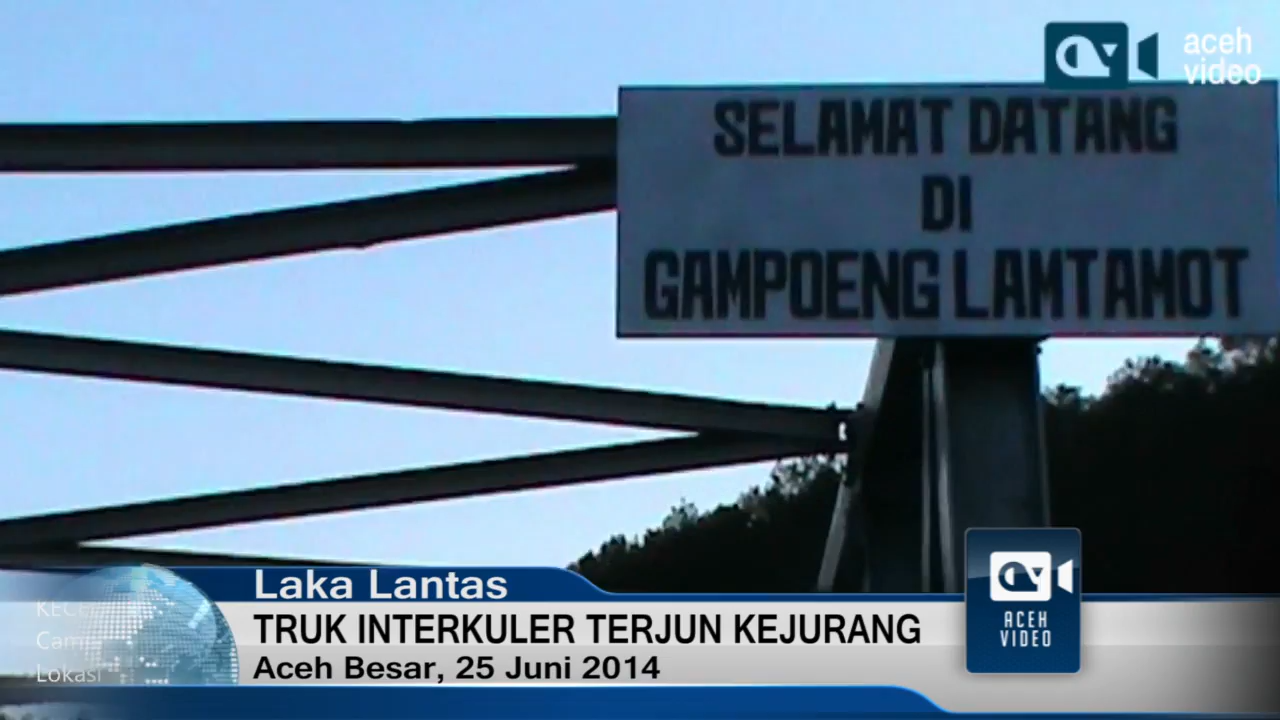 aceh
video
SELAMAT DATANG
DI
GAMPOENG LAMTAMOT
Laka Lantas
TRUK INTERKULER TERJUN KEJURANG
Aceh Besar, 25 Juni 2014
Lokasi
ACEH
VIDEO